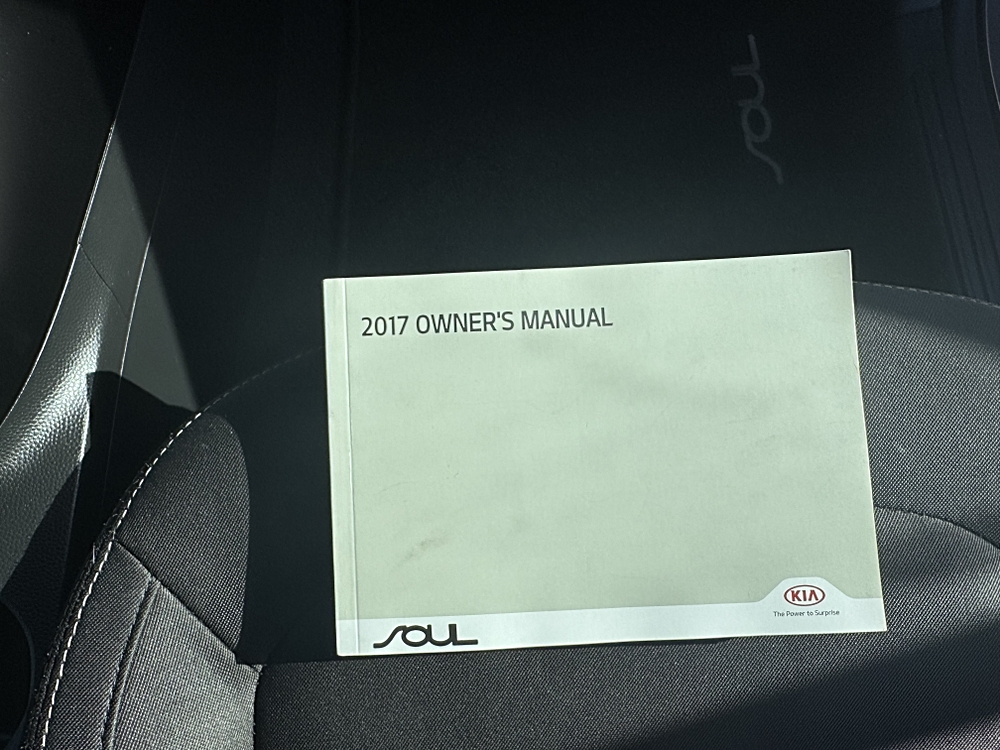 SOUL
2017 OWNER'S MANUAL
KIA
The Power to Surprise
SOUL